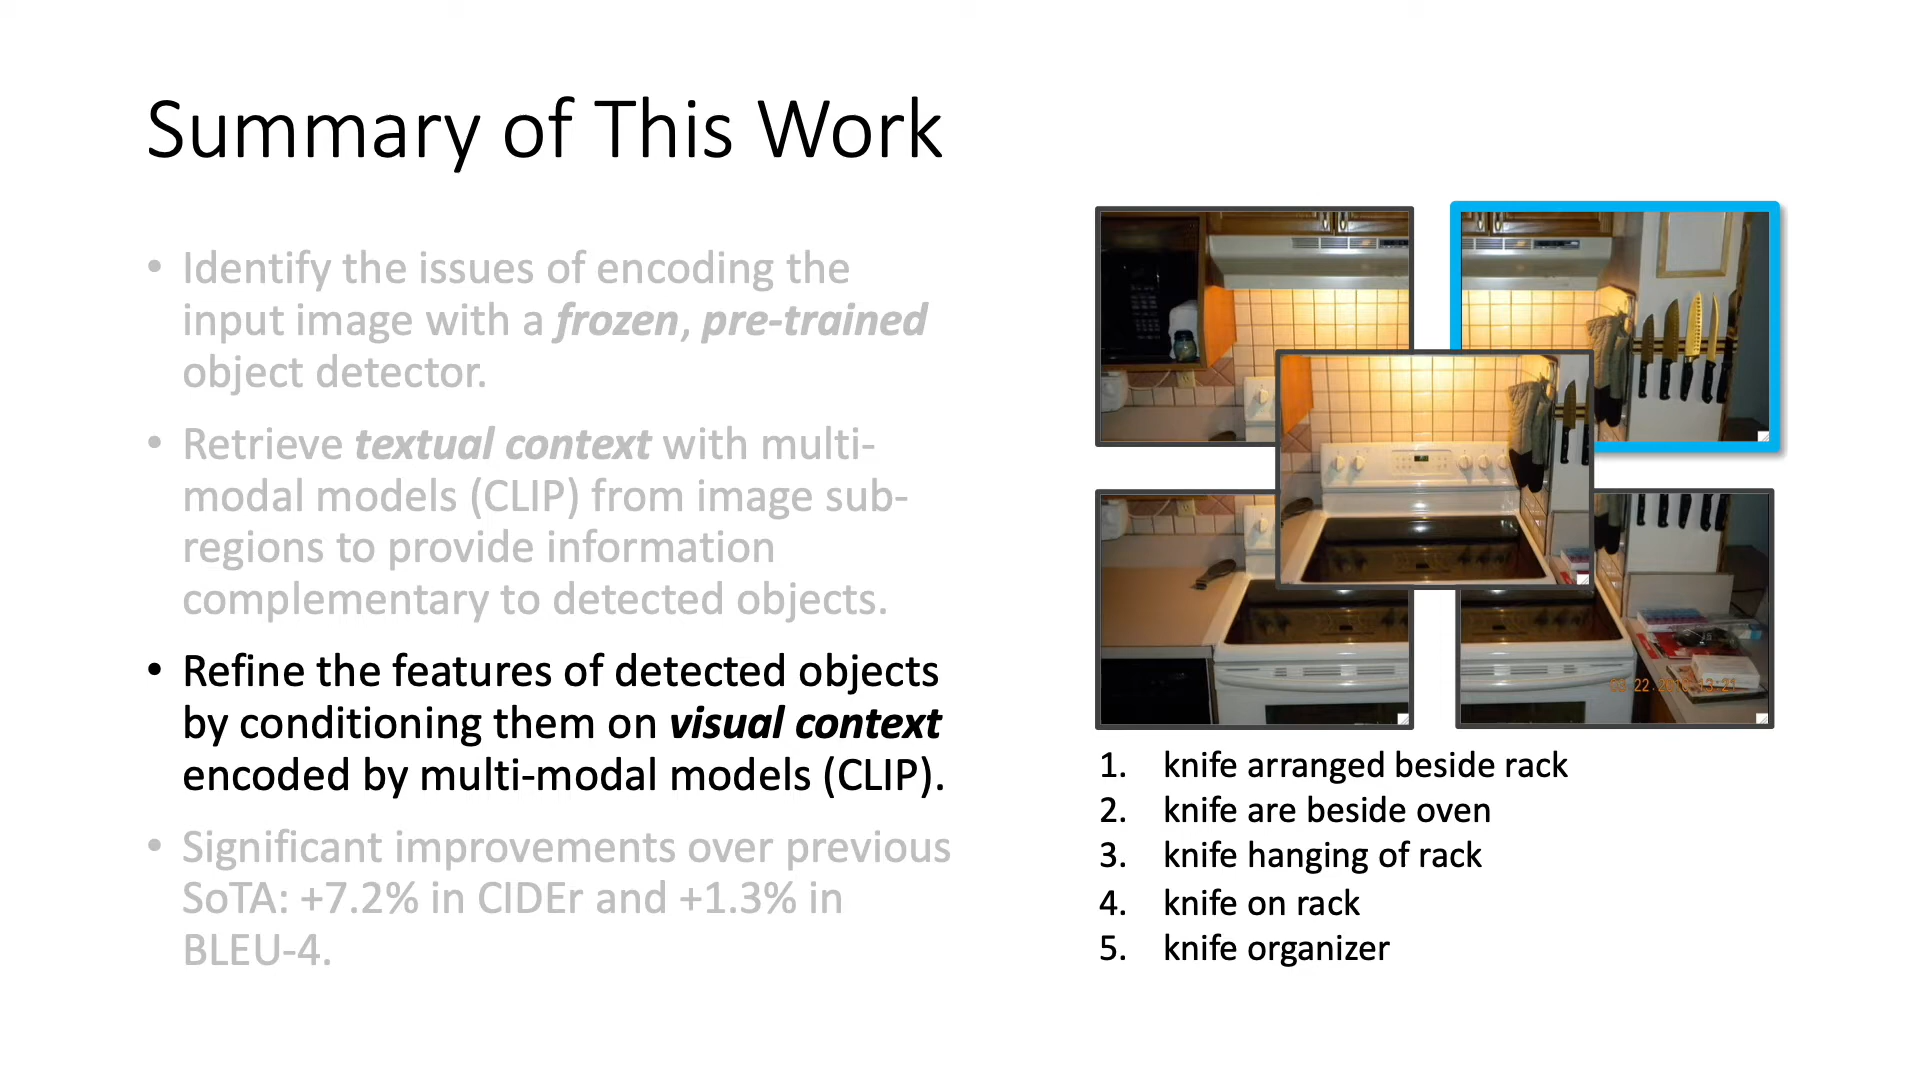 Summary of This Work
• Identify the issues of encoding the
input image with a frozen, pre-trained
object detector.
• Retrieve textual context with multi-
modal models (CLIP) from image sub-
regions to provide information
complementary to detected objects.
• Refine the features of detected objects
by conditioning them on visual context
encoded by multi-modal models (CLIP).
• Significant improvements over previous
SoTA: +7.2% in CIDEr and +1.3% in
BLEU-4.
1. knife arranged beside rack
2. knife are beside oven
3. knife hanging of rack
4. knife on rack
5. knife organizer